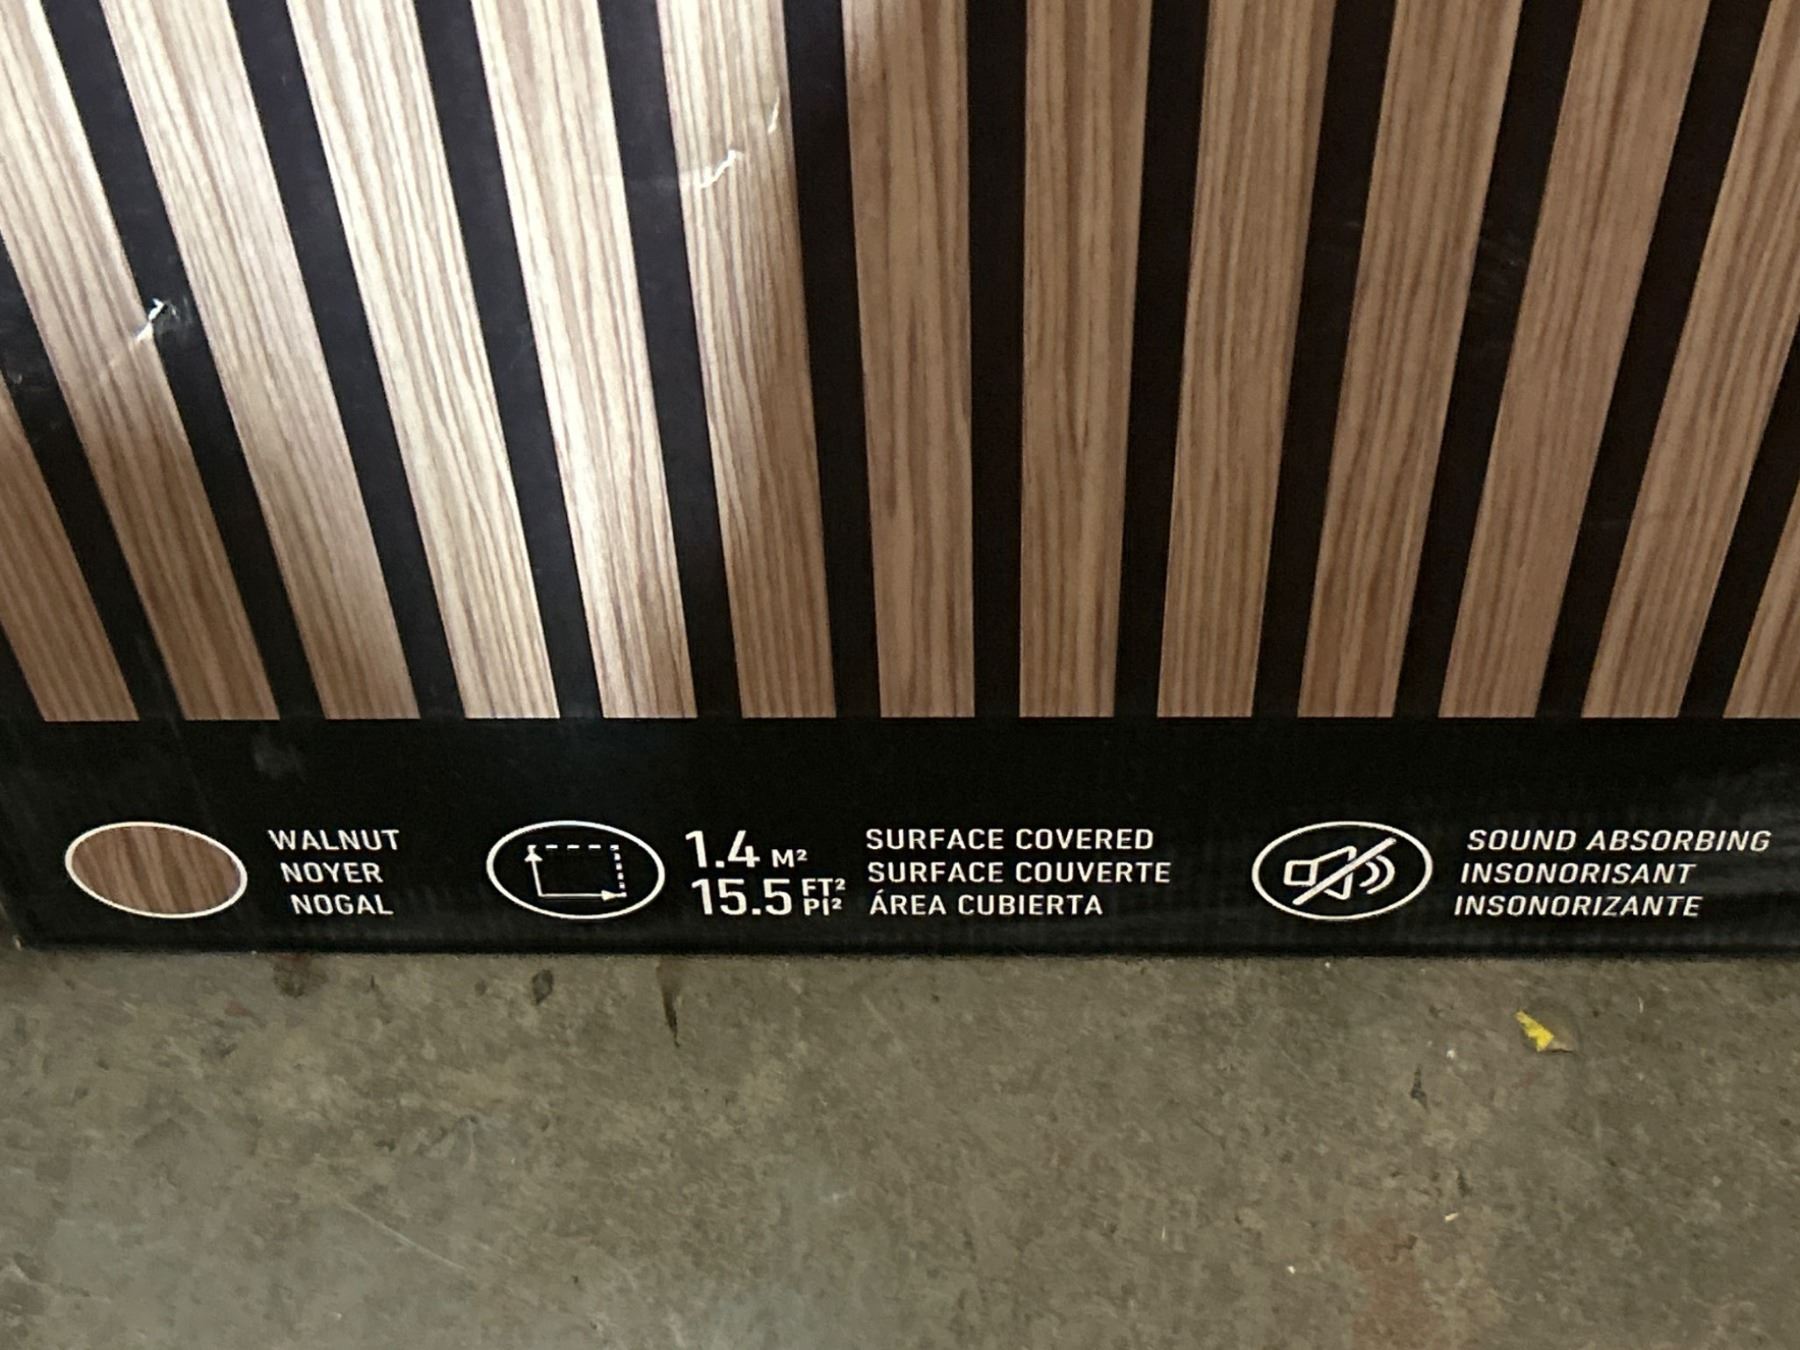 WALNUT
NOYER
NOGAL
1.4 M²
15.5 FT² PI²
SURFACE COVERED
SURFACE COUVERTE
ÁREA CUBIERTA
SOUND ABSORBING
INSONORISANT
INSONORIZANTE